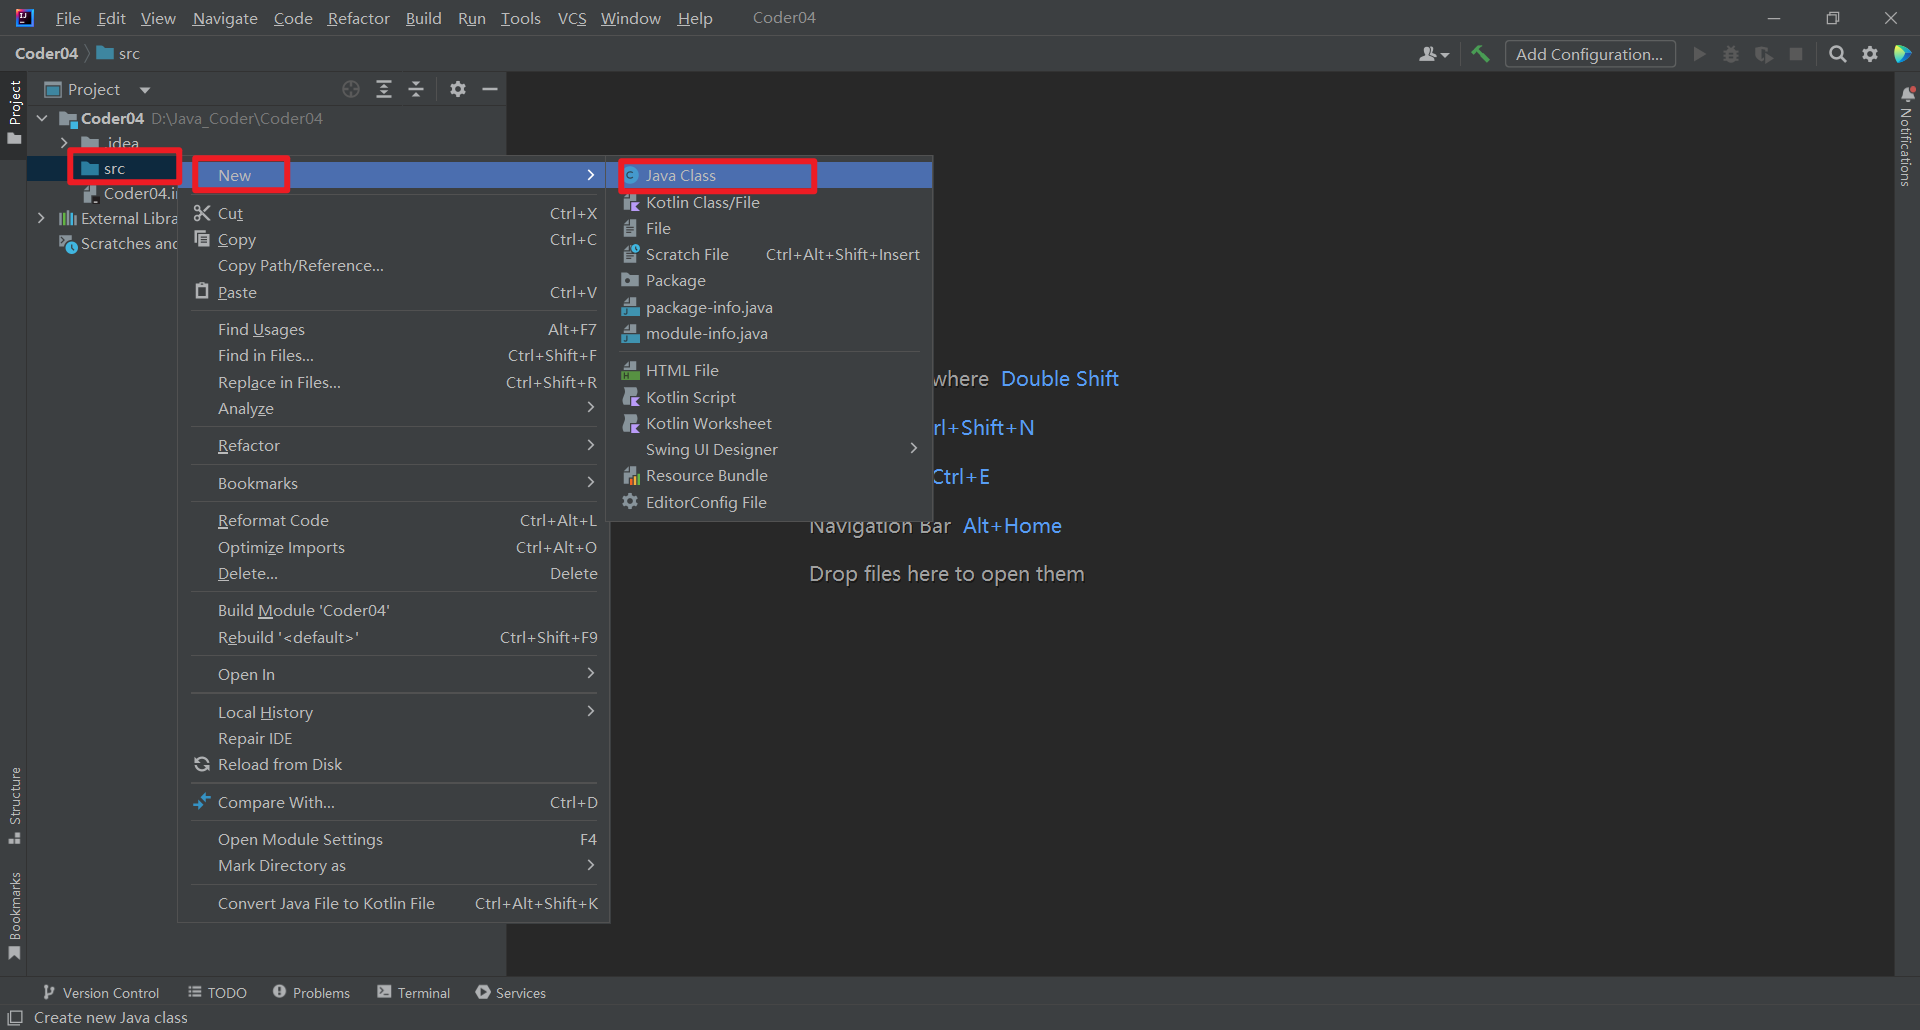 File Edit View Navigate Code Refactor Build Run Tools VCS Window Help Coder04
Coder04 src Add Configuration...
Project
Project
Coder04 D:\Java_Coder\Coder04
.idea
src
Coder04.i
External Libra
Scratches and
New
Cut Ctrl+X
Copy Ctrl+C
Copy Path/Reference...
Paste Ctrl+V
Find Usages Alt+F7
Find in Files... Ctrl+Shift+F
Replace in Files... Ctrl+Shift+R
Analyze
Refactor
Bookmarks
Reformat Code Ctrl+Alt+L
Optimize Imports Ctrl+Alt+O
Delete... Delete
Build Module 'Coder04'
Rebuild '<default>' Ctrl+Shift+F9
Open In
Local History
Repair IDE
Reload from Disk
Compare With... Ctrl+D
Open Module Settings F4
Mark Directory as
Convert Java File to Kotlin File Ctrl+Alt+Shift+K
Java Class
Kotlin Class/File
File
Scratch File Ctrl+Alt+Shift+Insert
Package
package-info.java
module-info.java
HTML File
Kotlin Script
Kotlin Worksheet
Swing UI Designer
Resource Bundle
EditorConfig File
where Double Shift
rl+Shift+N
Ctrl+E
Navigation Bar Alt+Home
Drop files here to open them
Notifications
Structure
Bookmarks
Version Control TODO Problems Terminal Services
Create new Java class